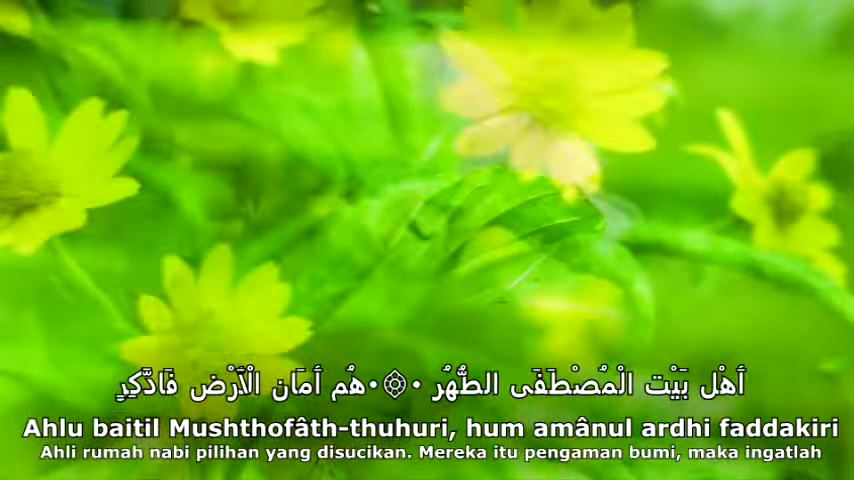 أَهْل بَيْت الْمُصْطَفَى الطُّهُرُ •۞• هُم أَمَان الْاَرْض فَادَّكِرِ
Ahlu baitil Mushthofâth-thuhuri, hum amânul ardhi faddakiri
Ahli rumah nabi pilihan yang disucikan. Mereka itu pengaman bumi, maka ingatlah